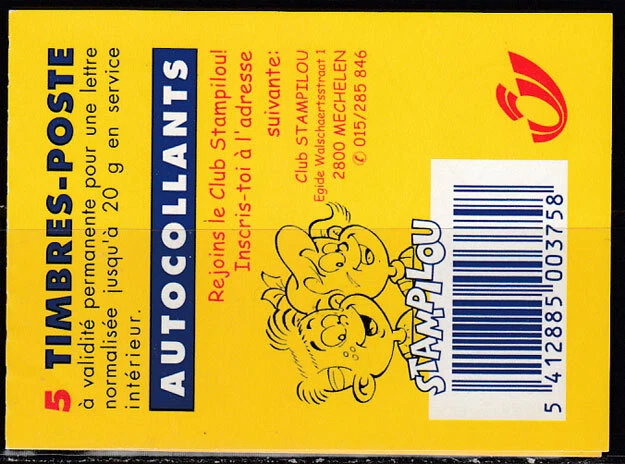 5 TIMBRES-POSTE
à validité permanente pour une lettre
normalisée jusqu'à 20 g en service
intérieur.
AUTOCOLLANTS
Rejoins le Club Stampilou!
Inscris-toi à l'adresse
suivante:
Club STAMPILOU
Egide Walschaertsstraat 1
2800 MECHELEN
✆ 015/285 846
STAMPILOU
5 412885 003758